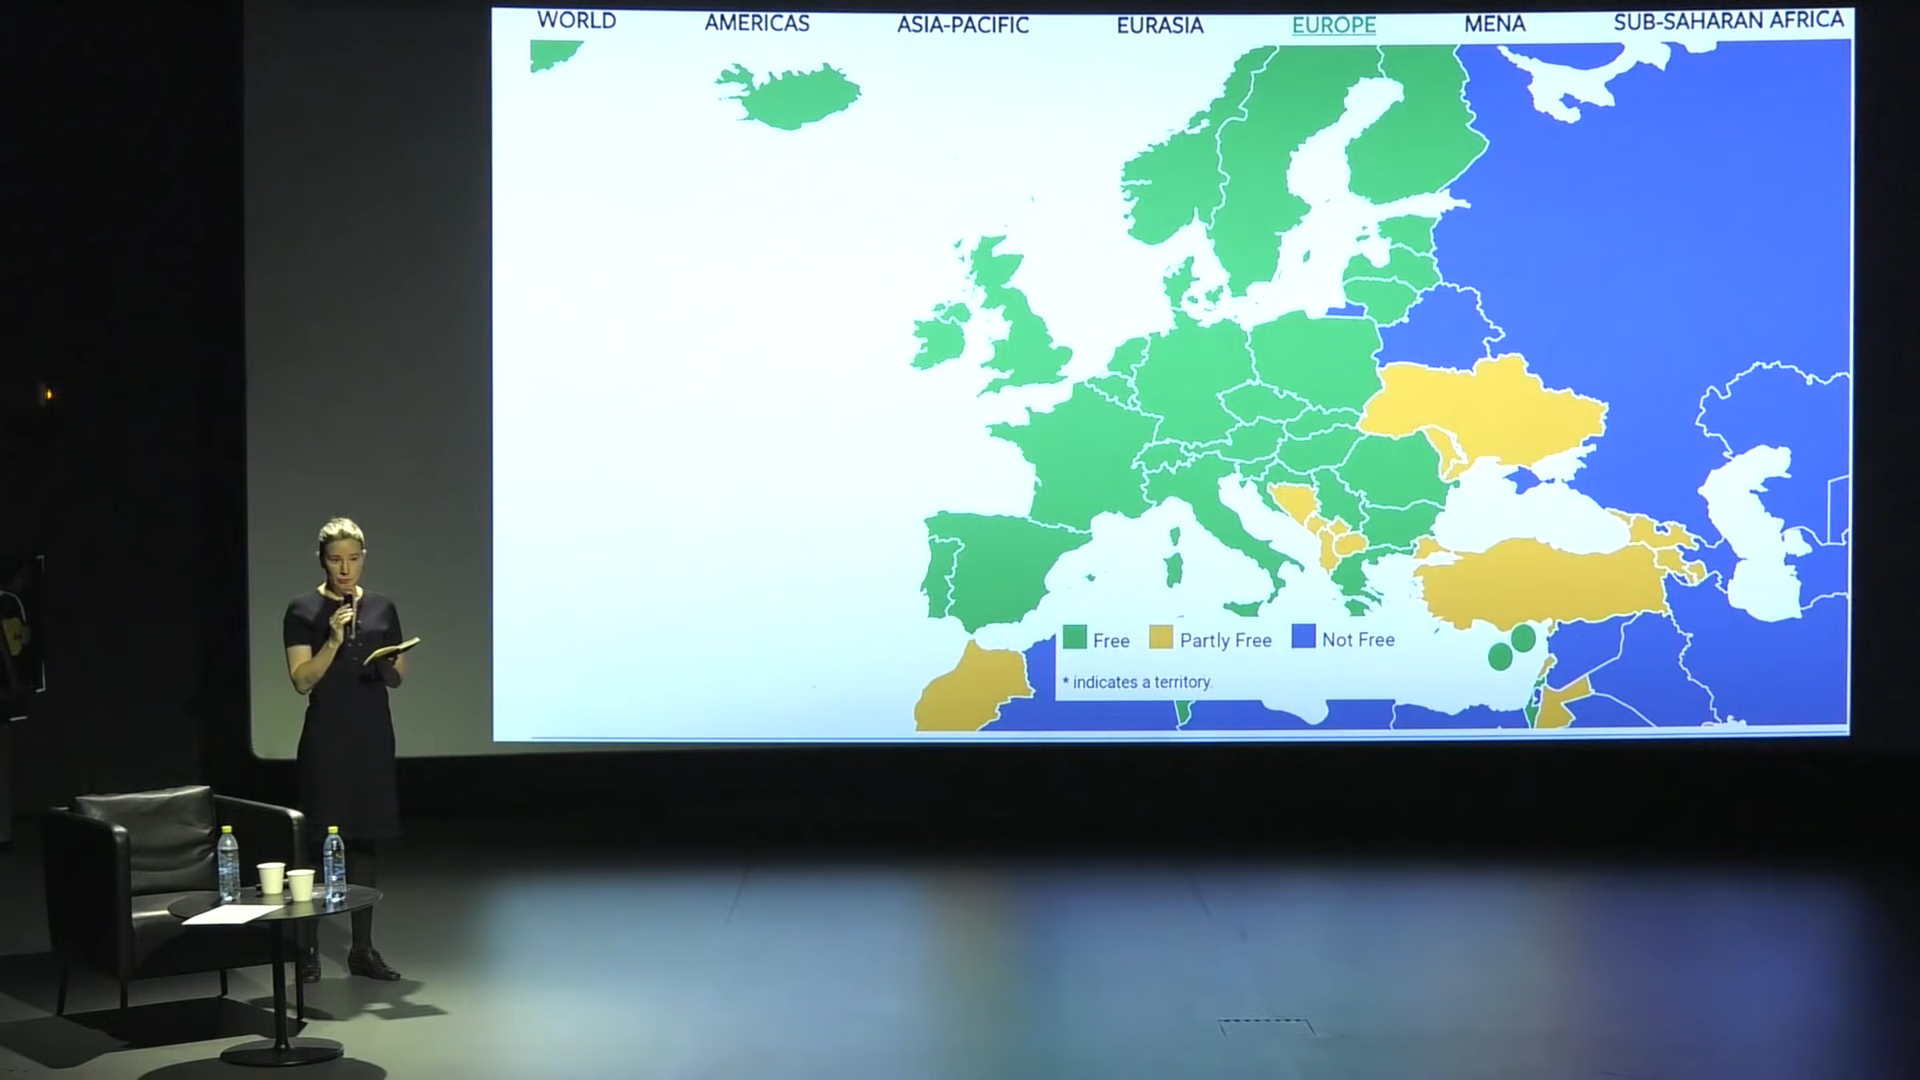 WORLD AMERICAS ASIA-PACIFIC EURASIA EUROPE MENA SUB-SAHARAN AFRICA
Free Partly Free Not Free
* indicates a territory.